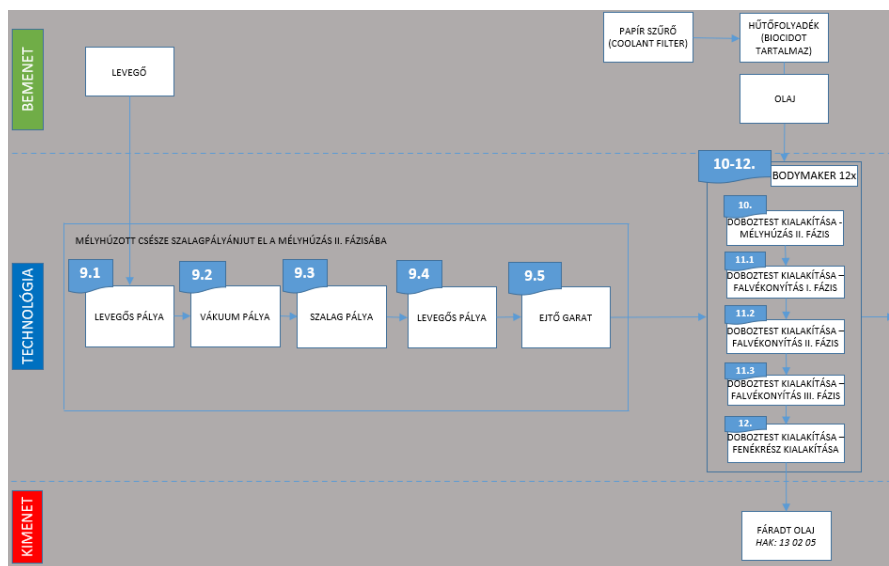 BEMENET
LEVEGŐ
PAPÍR SZŰRŐ
(COOLANT FILTER)
HŰTŐFOLYADÉK
(BIOCIDOT
TARTALMAZ)
OLAJ
TECHNOLÓGIA
MÉLYHÚZOTT CSÉSZE SZALAGPÁLYÁNJUT EL A MÉLYHÚZÁS II. FÁZISÁBA
9.1
LEVEGŐS PÁLYA
9.2
VÁKUUM PÁLYA
9.3
SZALAG PÁLYA
9.4
LEVEGŐS PÁLYA
9.5
EJTŐ GARAT
10-12.
BODYMAKER 12x
10.
DOBOZTEST KIALAKÍTÁSA -
MÉLYHÚZÁS II. FÁZIS
11.1
DOBOZTEST KIALAKÍTÁSA –
FALVÉKONYÍTÁS I. FÁZIS
11.2
DOBOZTEST KIALAKÍTÁSA –
FALVÉKONYÍTÁS II. FÁZIS
11.3
DOBOZTEST KIALAKÍTÁSA –
FALVÉKONYÍTÁS III. FÁZIS
12.
DOBOZTEST KIALAKÍTÁSA –
FENÉKRÉSZ KIALAKÍTÁSA
KIMENET
FÁRADT OLAJ
HAK: 13 02 05